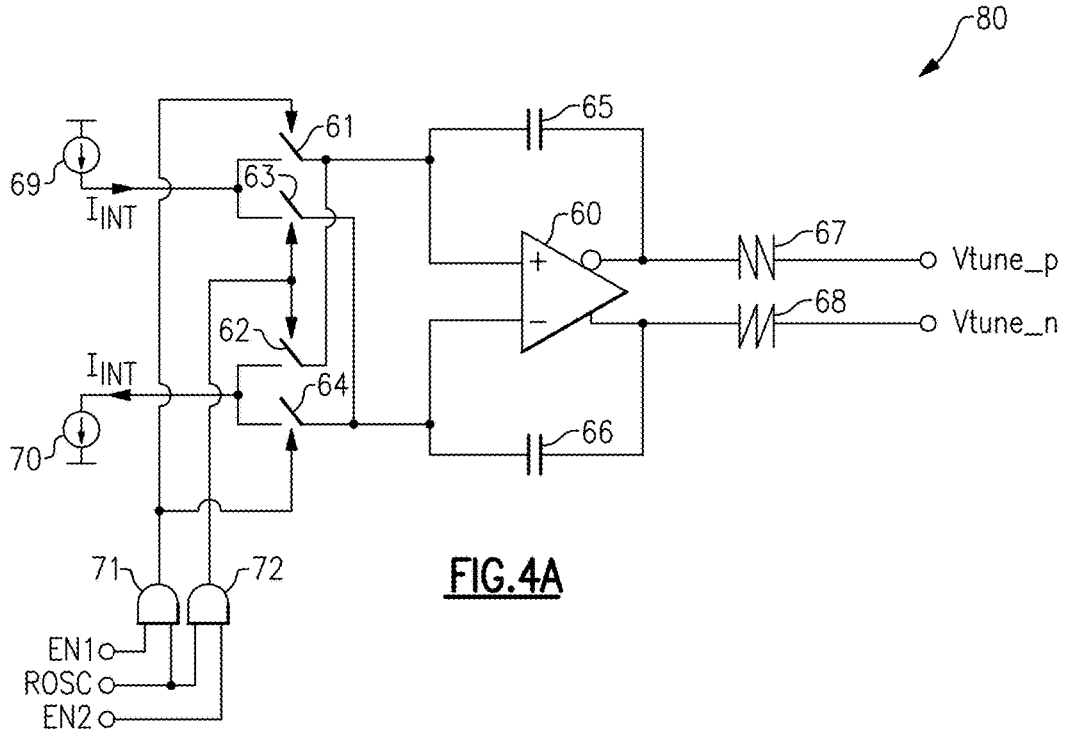 80
65
61
69
63
I_INT
60
+
67
Vtune_p
−
68
Vtune_n
62
I_INT
64
66
70
71
72
FIG.4A
EN1
ROSC
EN2